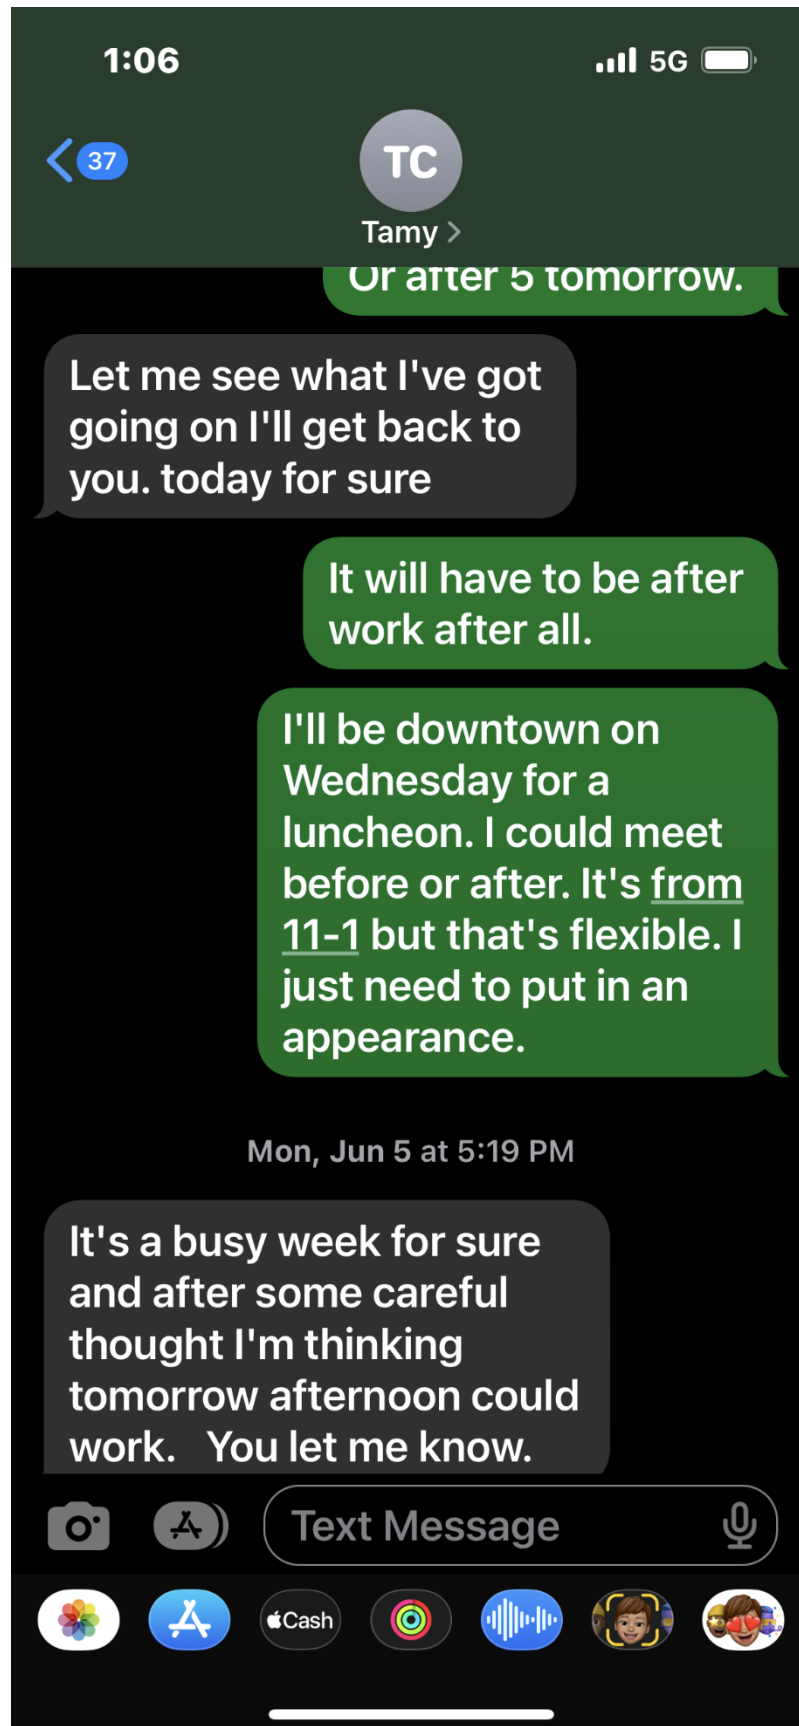 1:06
5G
37
TC
Tamy
Or after 5 tomorrow.
Let me see what I've got
going on I'll get back to
you. today for sure
It will have to be after
work after all.
I'll be downtown on
Wednesday for a
luncheon. I could meet
before or after. It's from
11-1 but that's flexible. I
just need to put in an
appearance.
Mon, Jun 5 at 5:19 PM
It's a busy week for sure
and after some careful
thought I'm thinking
tomorrow afternoon could
work.   You let me know.
Text Message
Cash